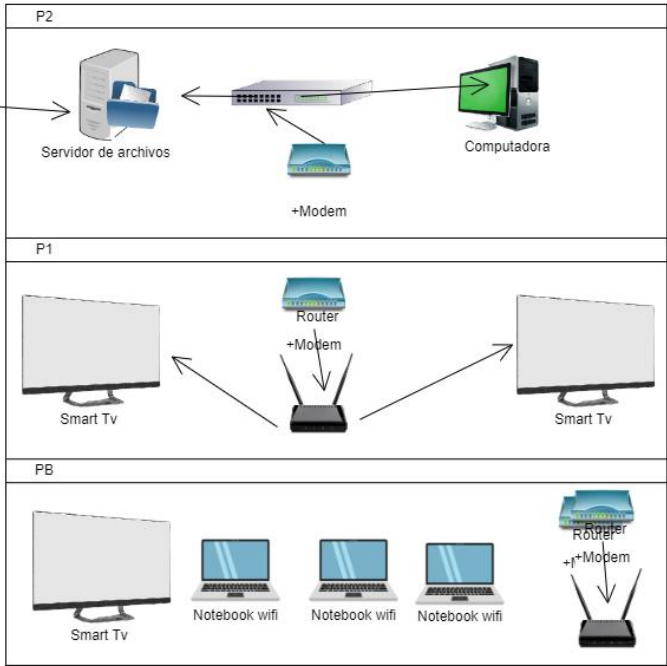 P2
Servidor de archivos
Computadora
+Modem
P1
Router
+Modem
Smart Tv
Smart Tv
PB
Router
Router
+Modem
Notebook wifi
Notebook wifi
Notebook wifi
Smart Tv